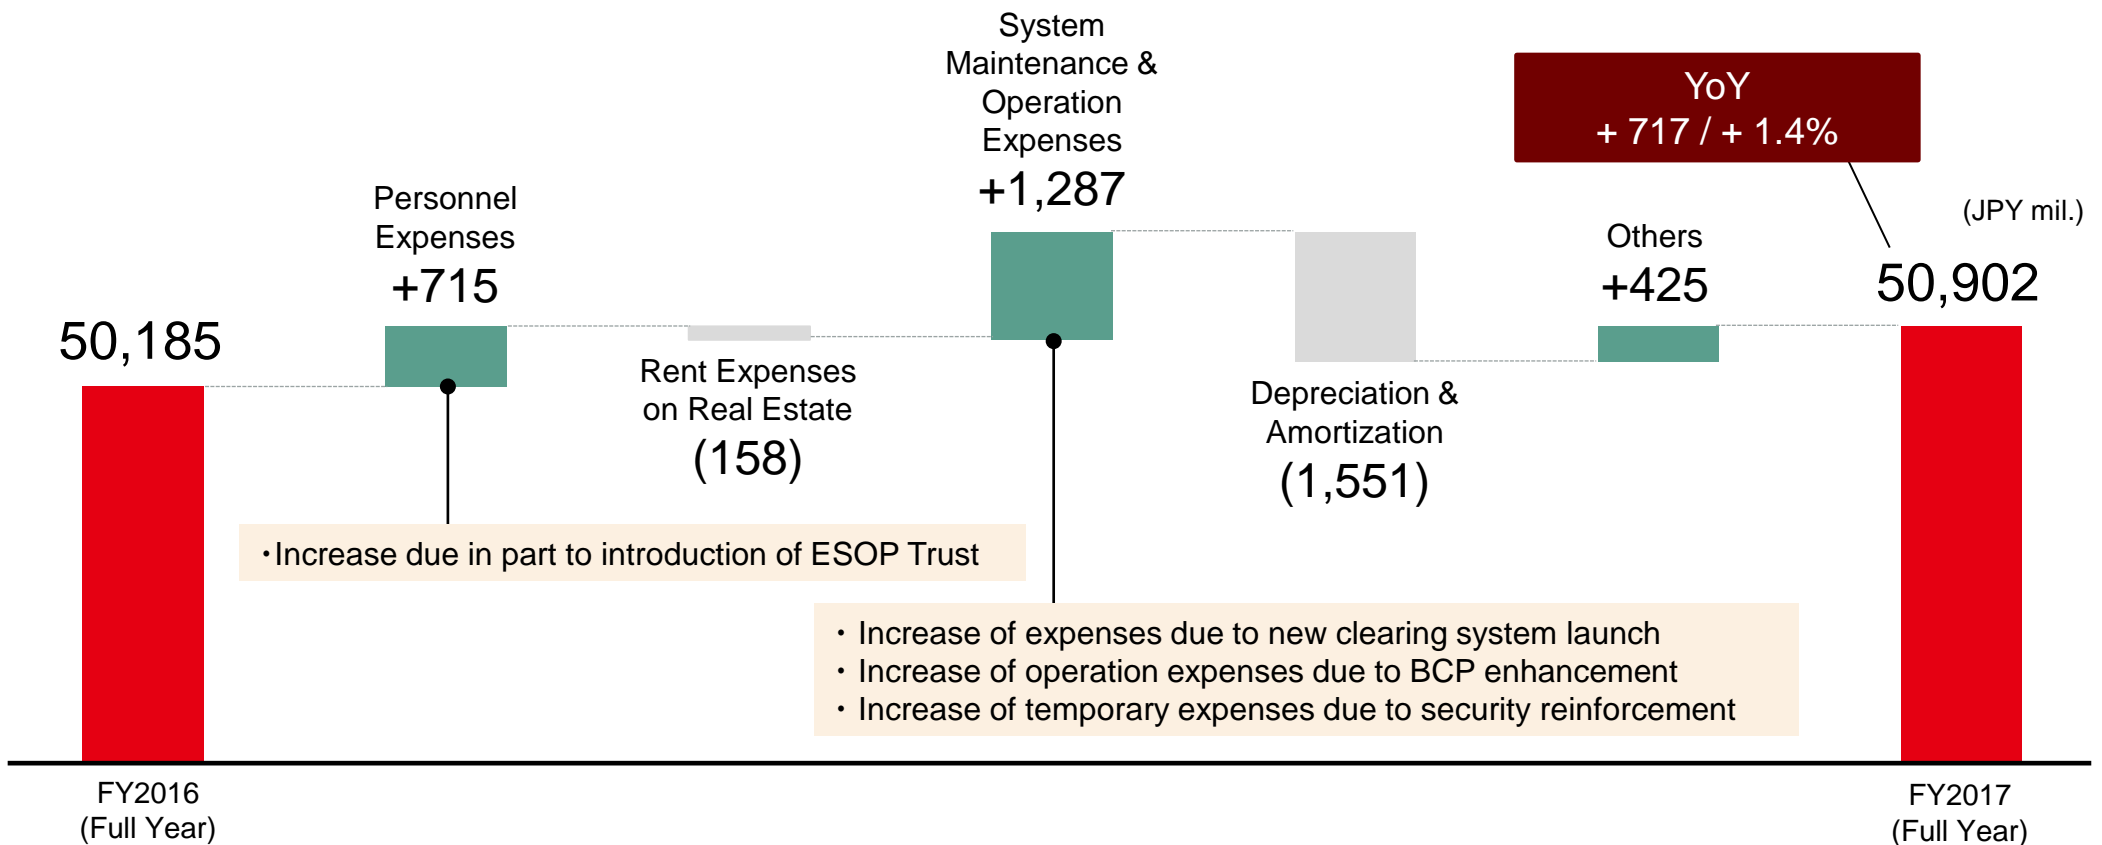 System
Maintenance &
Operation
Expenses
+1,287
YoY
+ 717 / + 1.4%
(JPY mil.)
Personnel
Expenses
+715
Others
+425
50,902
50,185
Rent Expenses
on Real Estate
(158)
Depreciation &
Amortization
(1,551)
・Increase due in part to introduction of ESOP Trust
・ Increase of expenses due to new clearing system launch
・ Increase of operation expenses due to BCP enhancement
・ Increase of temporary expenses due to security reinforcement
FY2016
(Full Year)
FY2017
(Full Year)